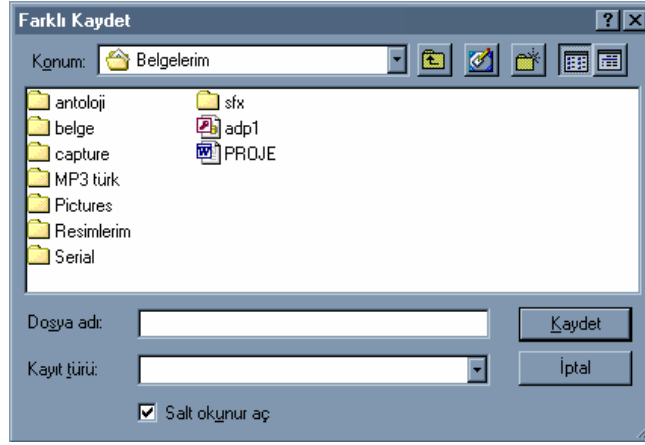 Farklı Kaydet
Konum: Belgelerim
antoloji
belge
capture
MP3 türk
Pictures
Resimlerim
Serial
sfx
adp1
PROJE
Dosya adı:
Kaydet
Kayıt türü:
İptal
Salt okunur aç